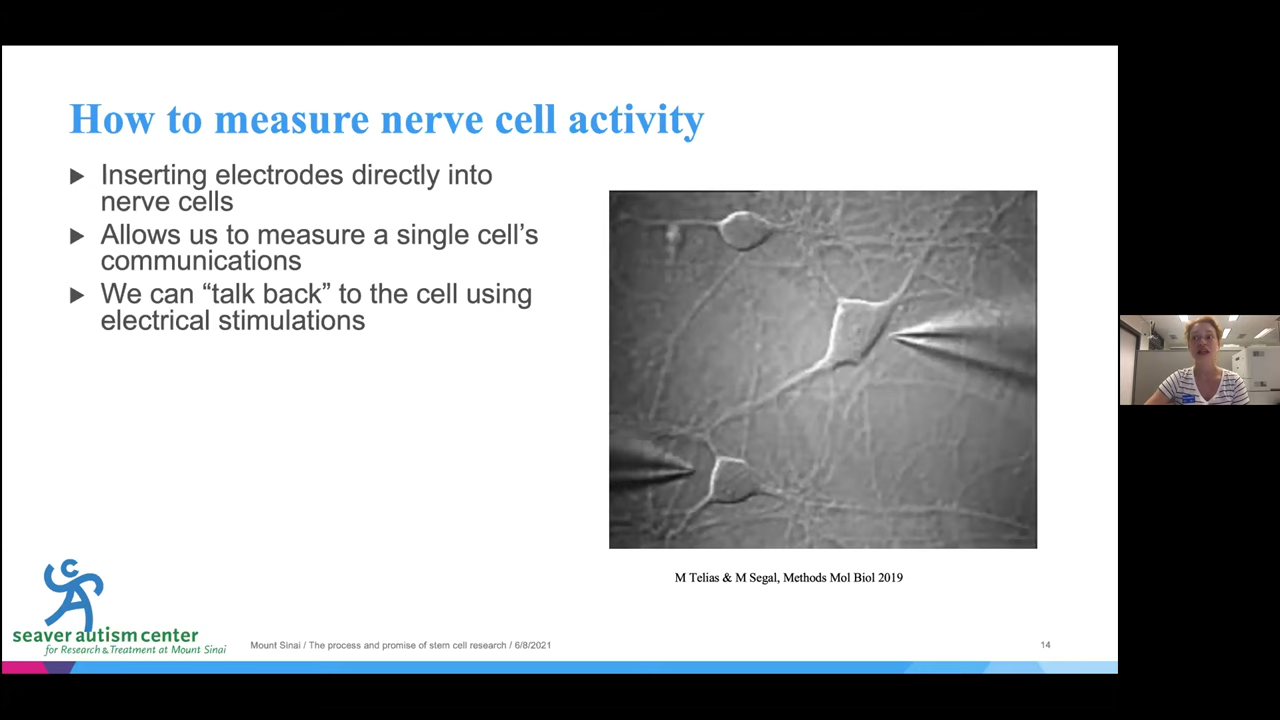 How to measure nerve cell activity
Inserting electrodes directly into
nerve cells
Allows us to measure a single cell’s
communications
We can “talk back” to the cell using
electrical stimulations
M Telias & M Segal, Methods Mol Biol 2019
seaver autism center
for Research & Treatment at Mount Sinai
Mount Sinai / The process and promise of stem cell research / 6/8/2021
14